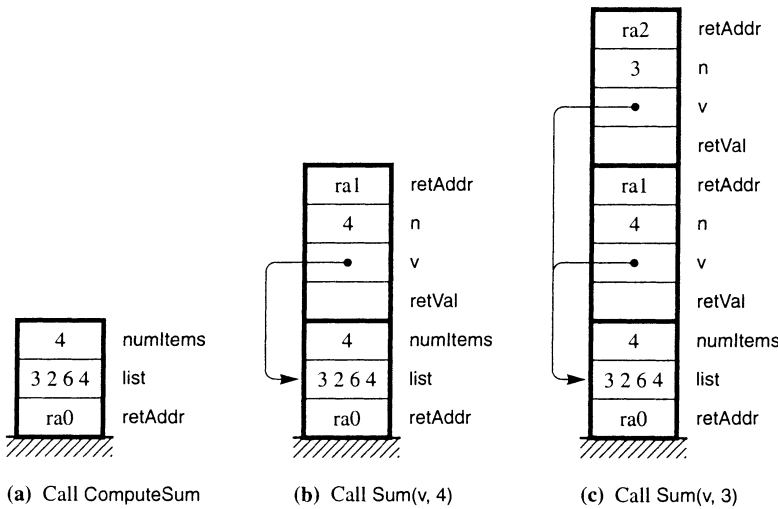 ra2 retAddr
3 n
v
retVal
ra1 retAddr
4 n
v
retVal
4 numItems
3 2 6 4 list
ra0 retAddr
(a) Call ComputeSum
ra1 retAddr
4 n
v
retVal
4 numItems
3 2 6 4 list
ra0 retAddr
(b) Call Sum(v, 4)
4 numItems
3 2 6 4 list
ra0 retAddr
(c) Call Sum(v, 3)